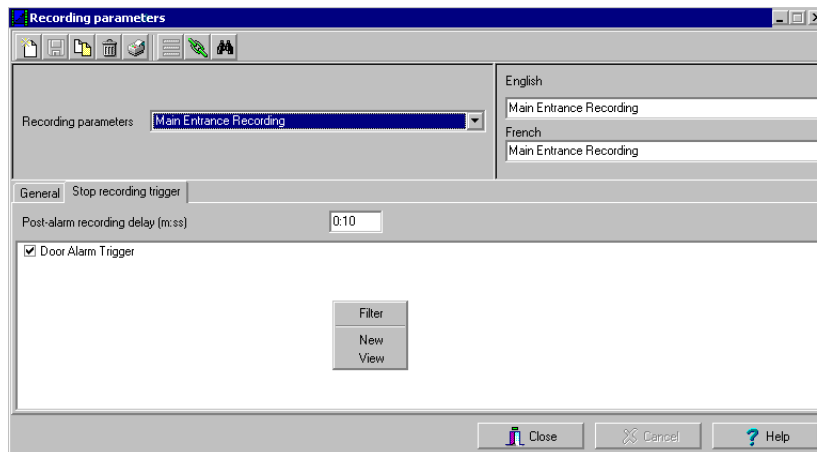 Recording parameters
English
Recording parameters Main Entrance Recording
Main Entrance Recording
French
Main Entrance Recording
General Stop recording trigger
Post-alarm recording delay (m:ss) 0:10
Door Alarm Trigger
Filter
New
View
Close Cancel Help